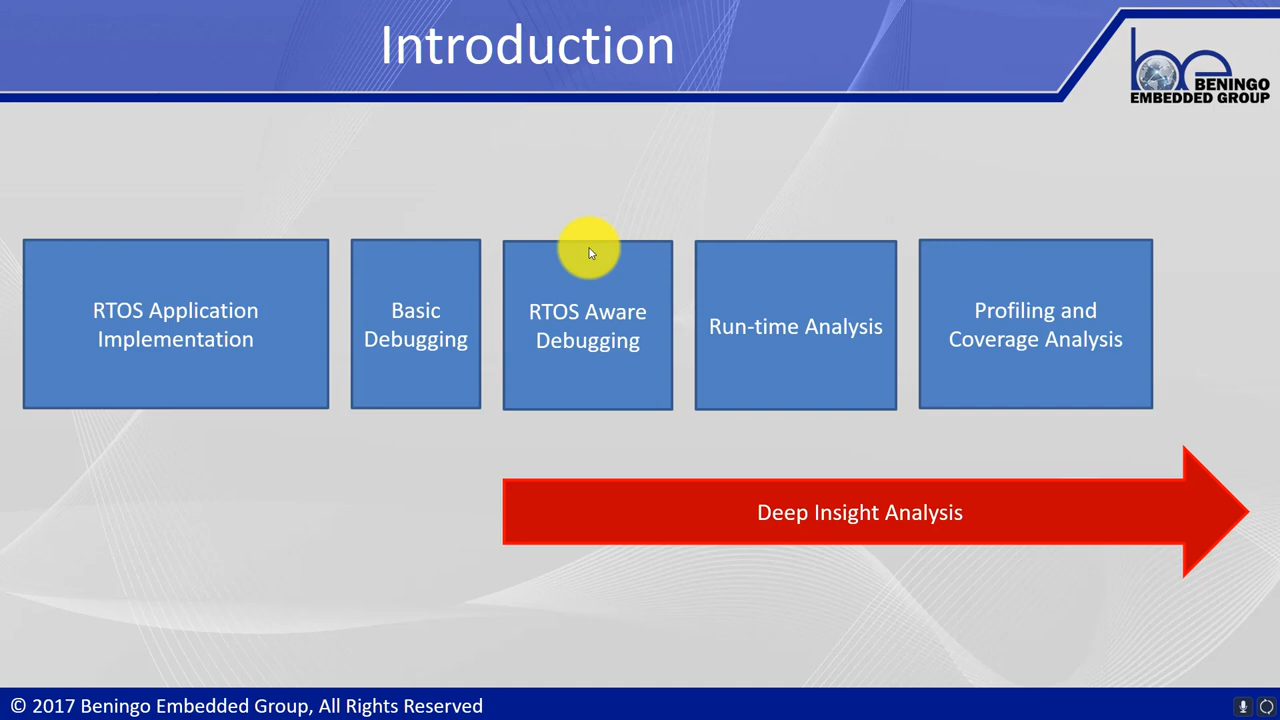 Introduction
be
BENINGO
EMBEDDED GROUP
RTOS Application
Implementation
Basic
Debugging
RTOS Aware
Debugging
Run-time Analysis
Profiling and
Coverage Analysis
Deep Insight Analysis
© 2017 Beningo Embedded Group, All Rights Reserved